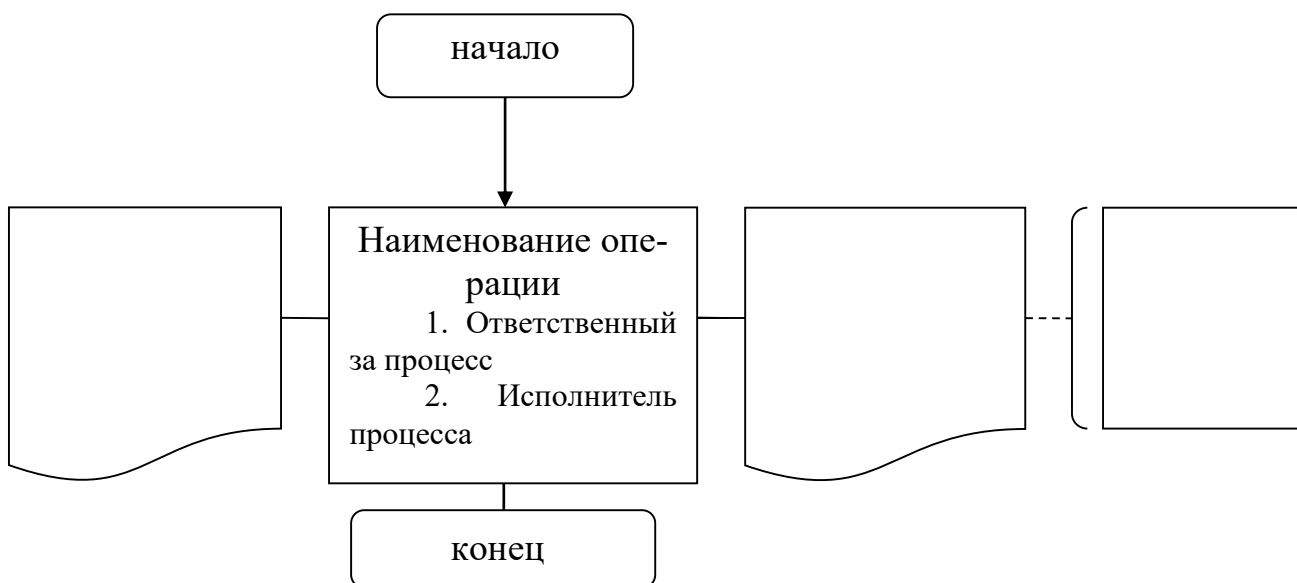 начало
Наименование опе-
рации
1. Ответственный
за процесс
2. Исполнитель
процесса
конец